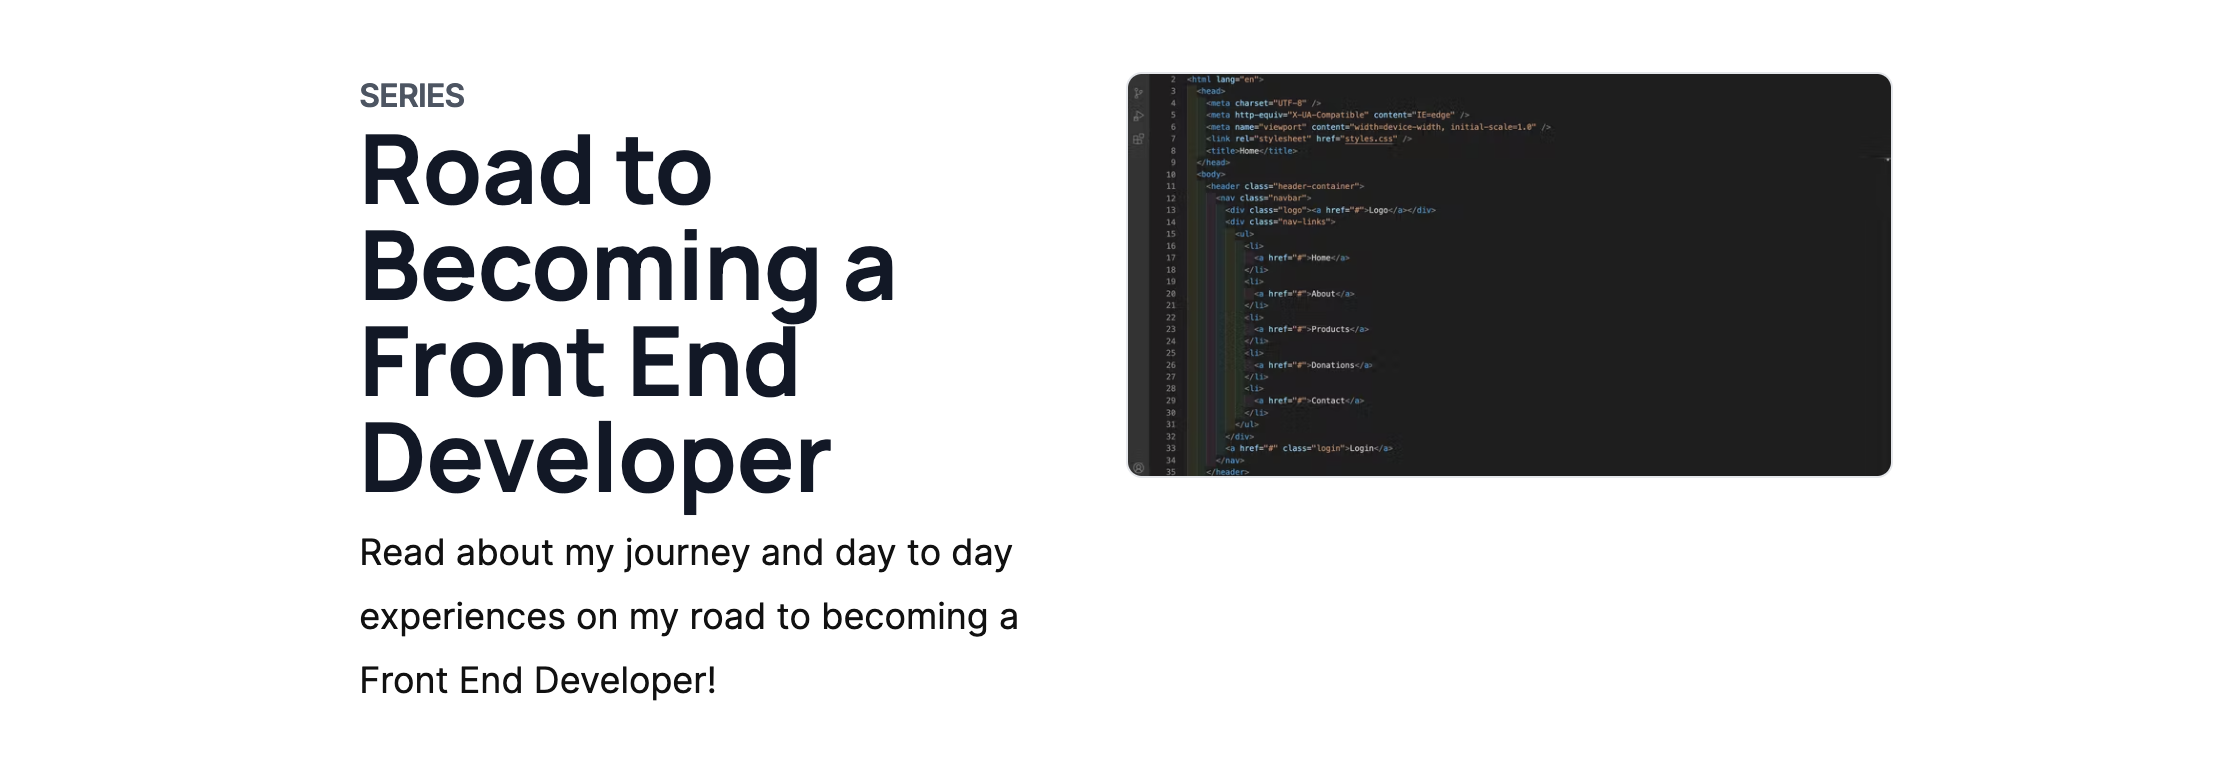 SERIES
Road to
Becoming a
Front End
Developer
Read about my journey and day to day
experiences on my road to becoming a
Front End Developer!
2 <html lang="en">
3 <head>
4 <meta charset="UTF-8" />
5 <meta http-equiv="X-UA-Compatible" content="IE=edge" />
6 <meta name="viewport" content="width=device-width, initial-scale=1.0" />
7 <link rel="stylesheet" href="styles.css" />
8 <title>Home</title>
9 </head>
10 <body>
11 <header class="header-container">
12 <nav class="navbar">
13 <div class="logo"><a href="#">Logo</a></div>
14 <div class="nav-links">
15 <ul>
16 <li>
17 <a href="#">Home</a>
18 </li>
19 <li>
20 <a href="#">About</a>
21 </li>
22 <li>
23 <a href="#">Products</a>
24 </li>
25 <li>
26 <a href="#">Donations</a>
27 </li>
28 <li>
29 <a href="#">Contact</a>
30 </li>
31 </ul>
32 </div>
33 <a href="#" class="login">Login</a>
34 </nav>
35 </header>